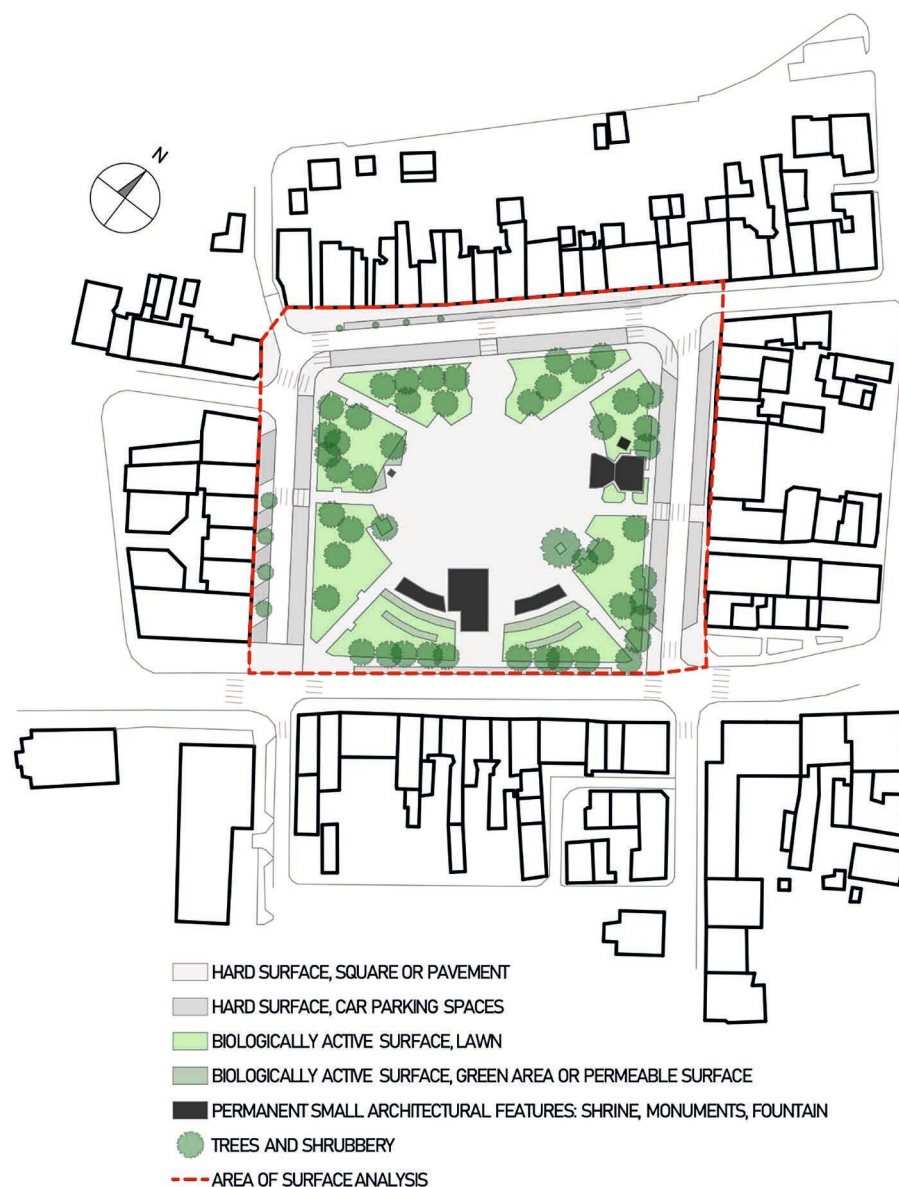 N
HARD SURFACE, SQUARE OR PAVEMENT
HARD SURFACE, CAR PARKING SPACES
BIOLOGICALLY ACTIVE SURFACE, LAWN
BIOLOGICALLY ACTIVE SURFACE, GREEN AREA OR PERMEABLE SURFACE
PERMANENT SMALL ARCHITECTURAL FEATURES: SHRINE, MONUMENTS, FOUNTAIN
TREES AND SHRUBBERY
AREA OF SURFACE ANALYSIS